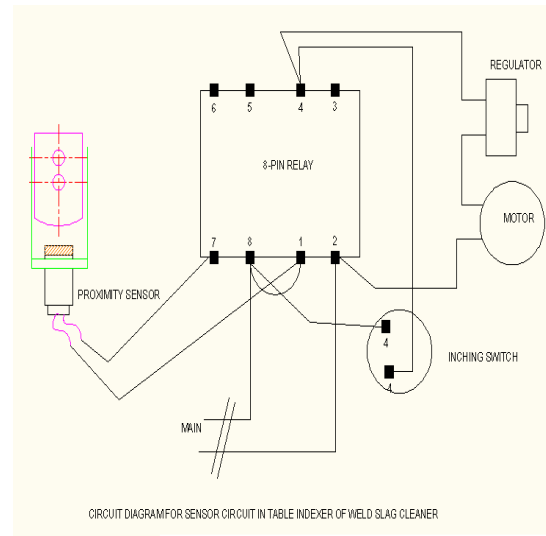 REGULATOR
6 5 4 3
8-PIN RELAY
MOTOR
7 8 1 2
PROXIMITY SENSOR
4
INCHING SWITCH
4
MAIN
CIRCUIT DIAGRAM FOR SENSOR CIRCUIT IN TABLE INDEXER OF WELD SLAG CLEANER